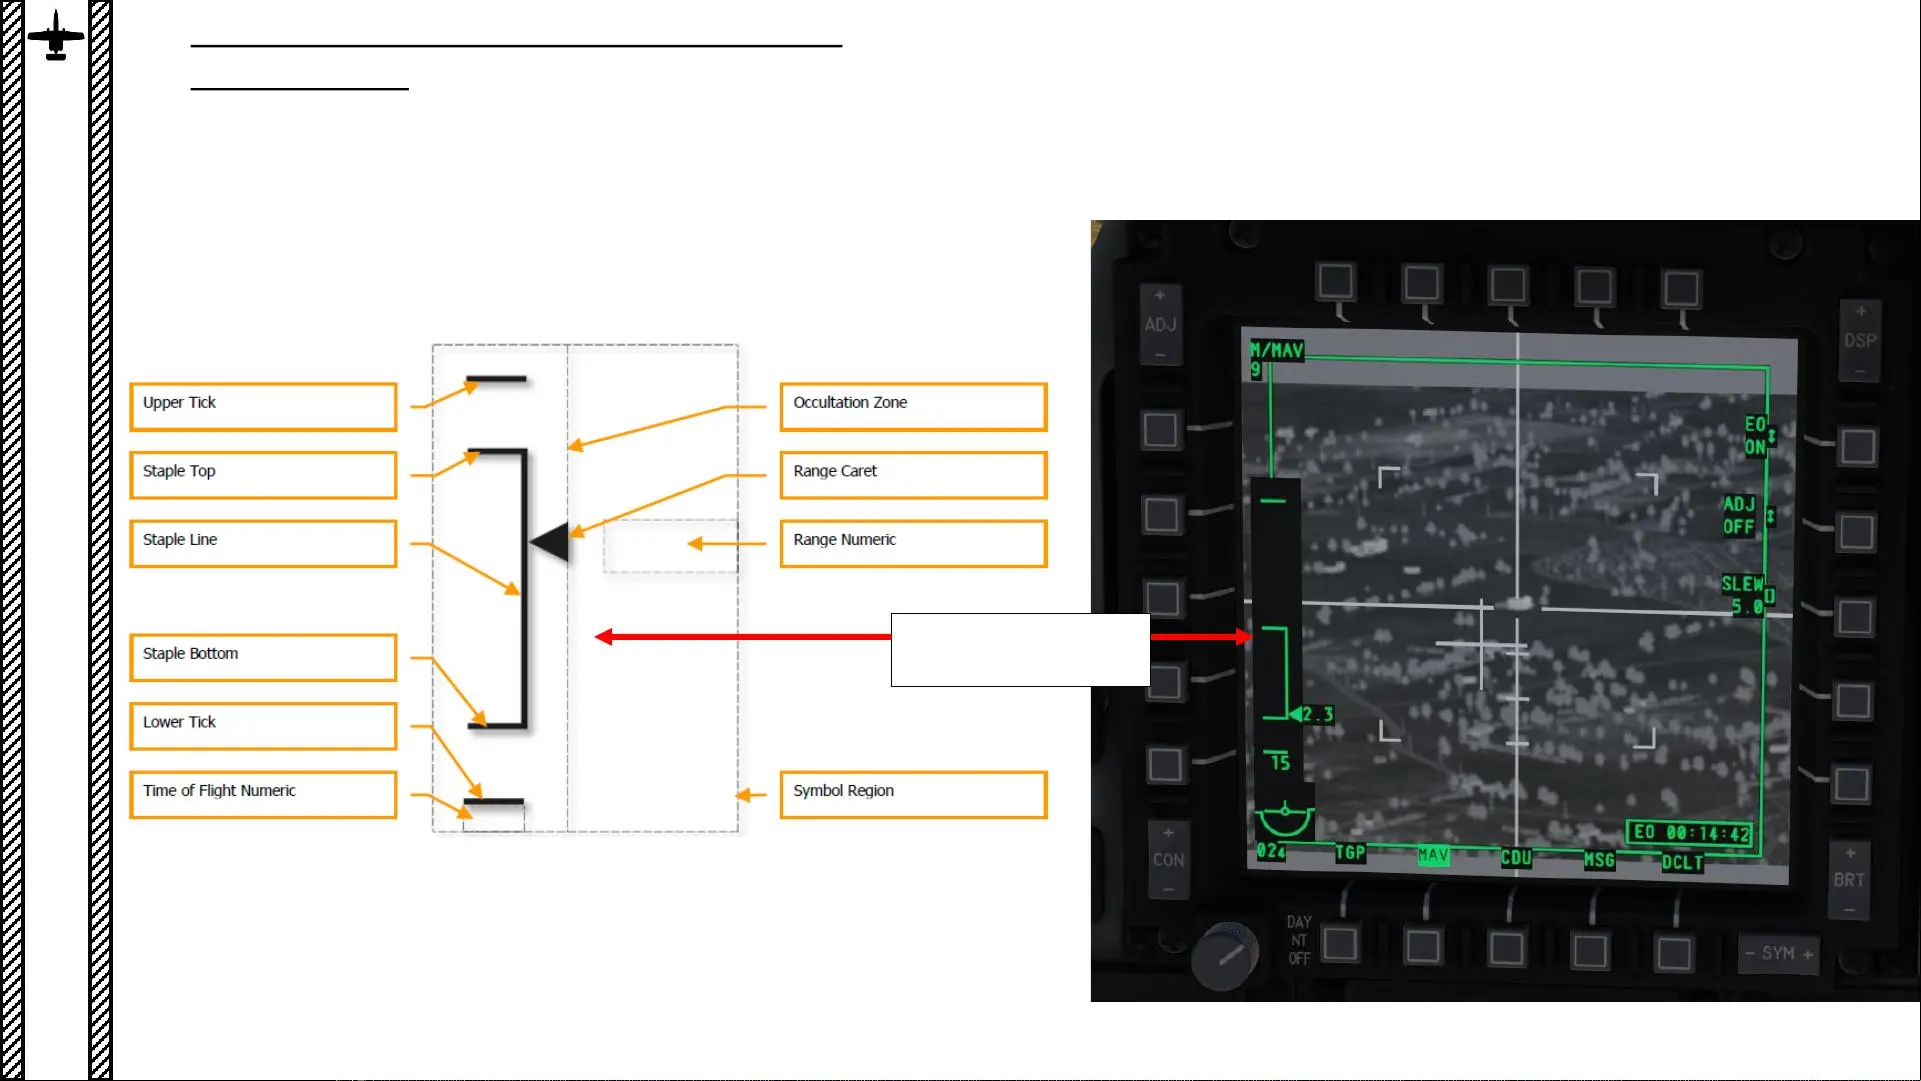 Upper Tick
Staple Top
Staple Line
Staple Bottom
Lower Tick
Time of Flight Numeric
Occultation Zone
Range Caret
Range Numeric
Symbol Region
+
ADJ
-
+
DSP
-
M/MAV
9
EO
ON
ADJ
OFF
SLEW
5.0
2.3
15
EO 00:14:42
024
TGP
MAV
CDU
MSG
DCLT
+
CON
-
+
BRT
-
DAY
NT
OFF
- SYM +